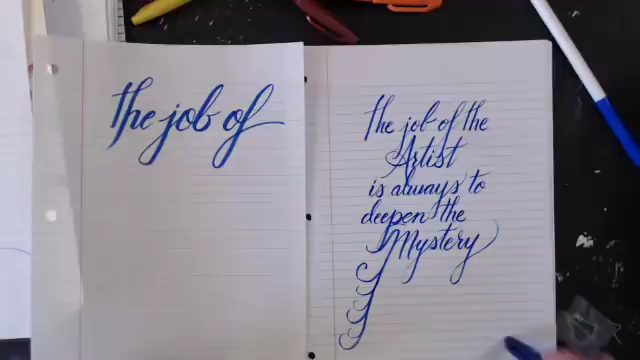 the job of
the job of the
Artist
is always to
deepen the
Mystery